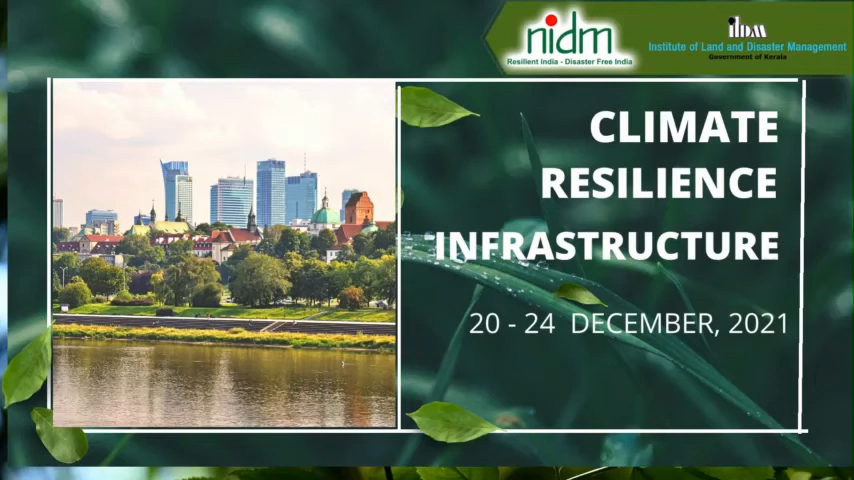 nidm
Resilient India - Disaster Free India
ildm
Institute of Land and Disaster Management
Government of Kerala
CLIMATE
RESILIENCE
INFRASTRUCTURE
20 - 24 DECEMBER, 2021